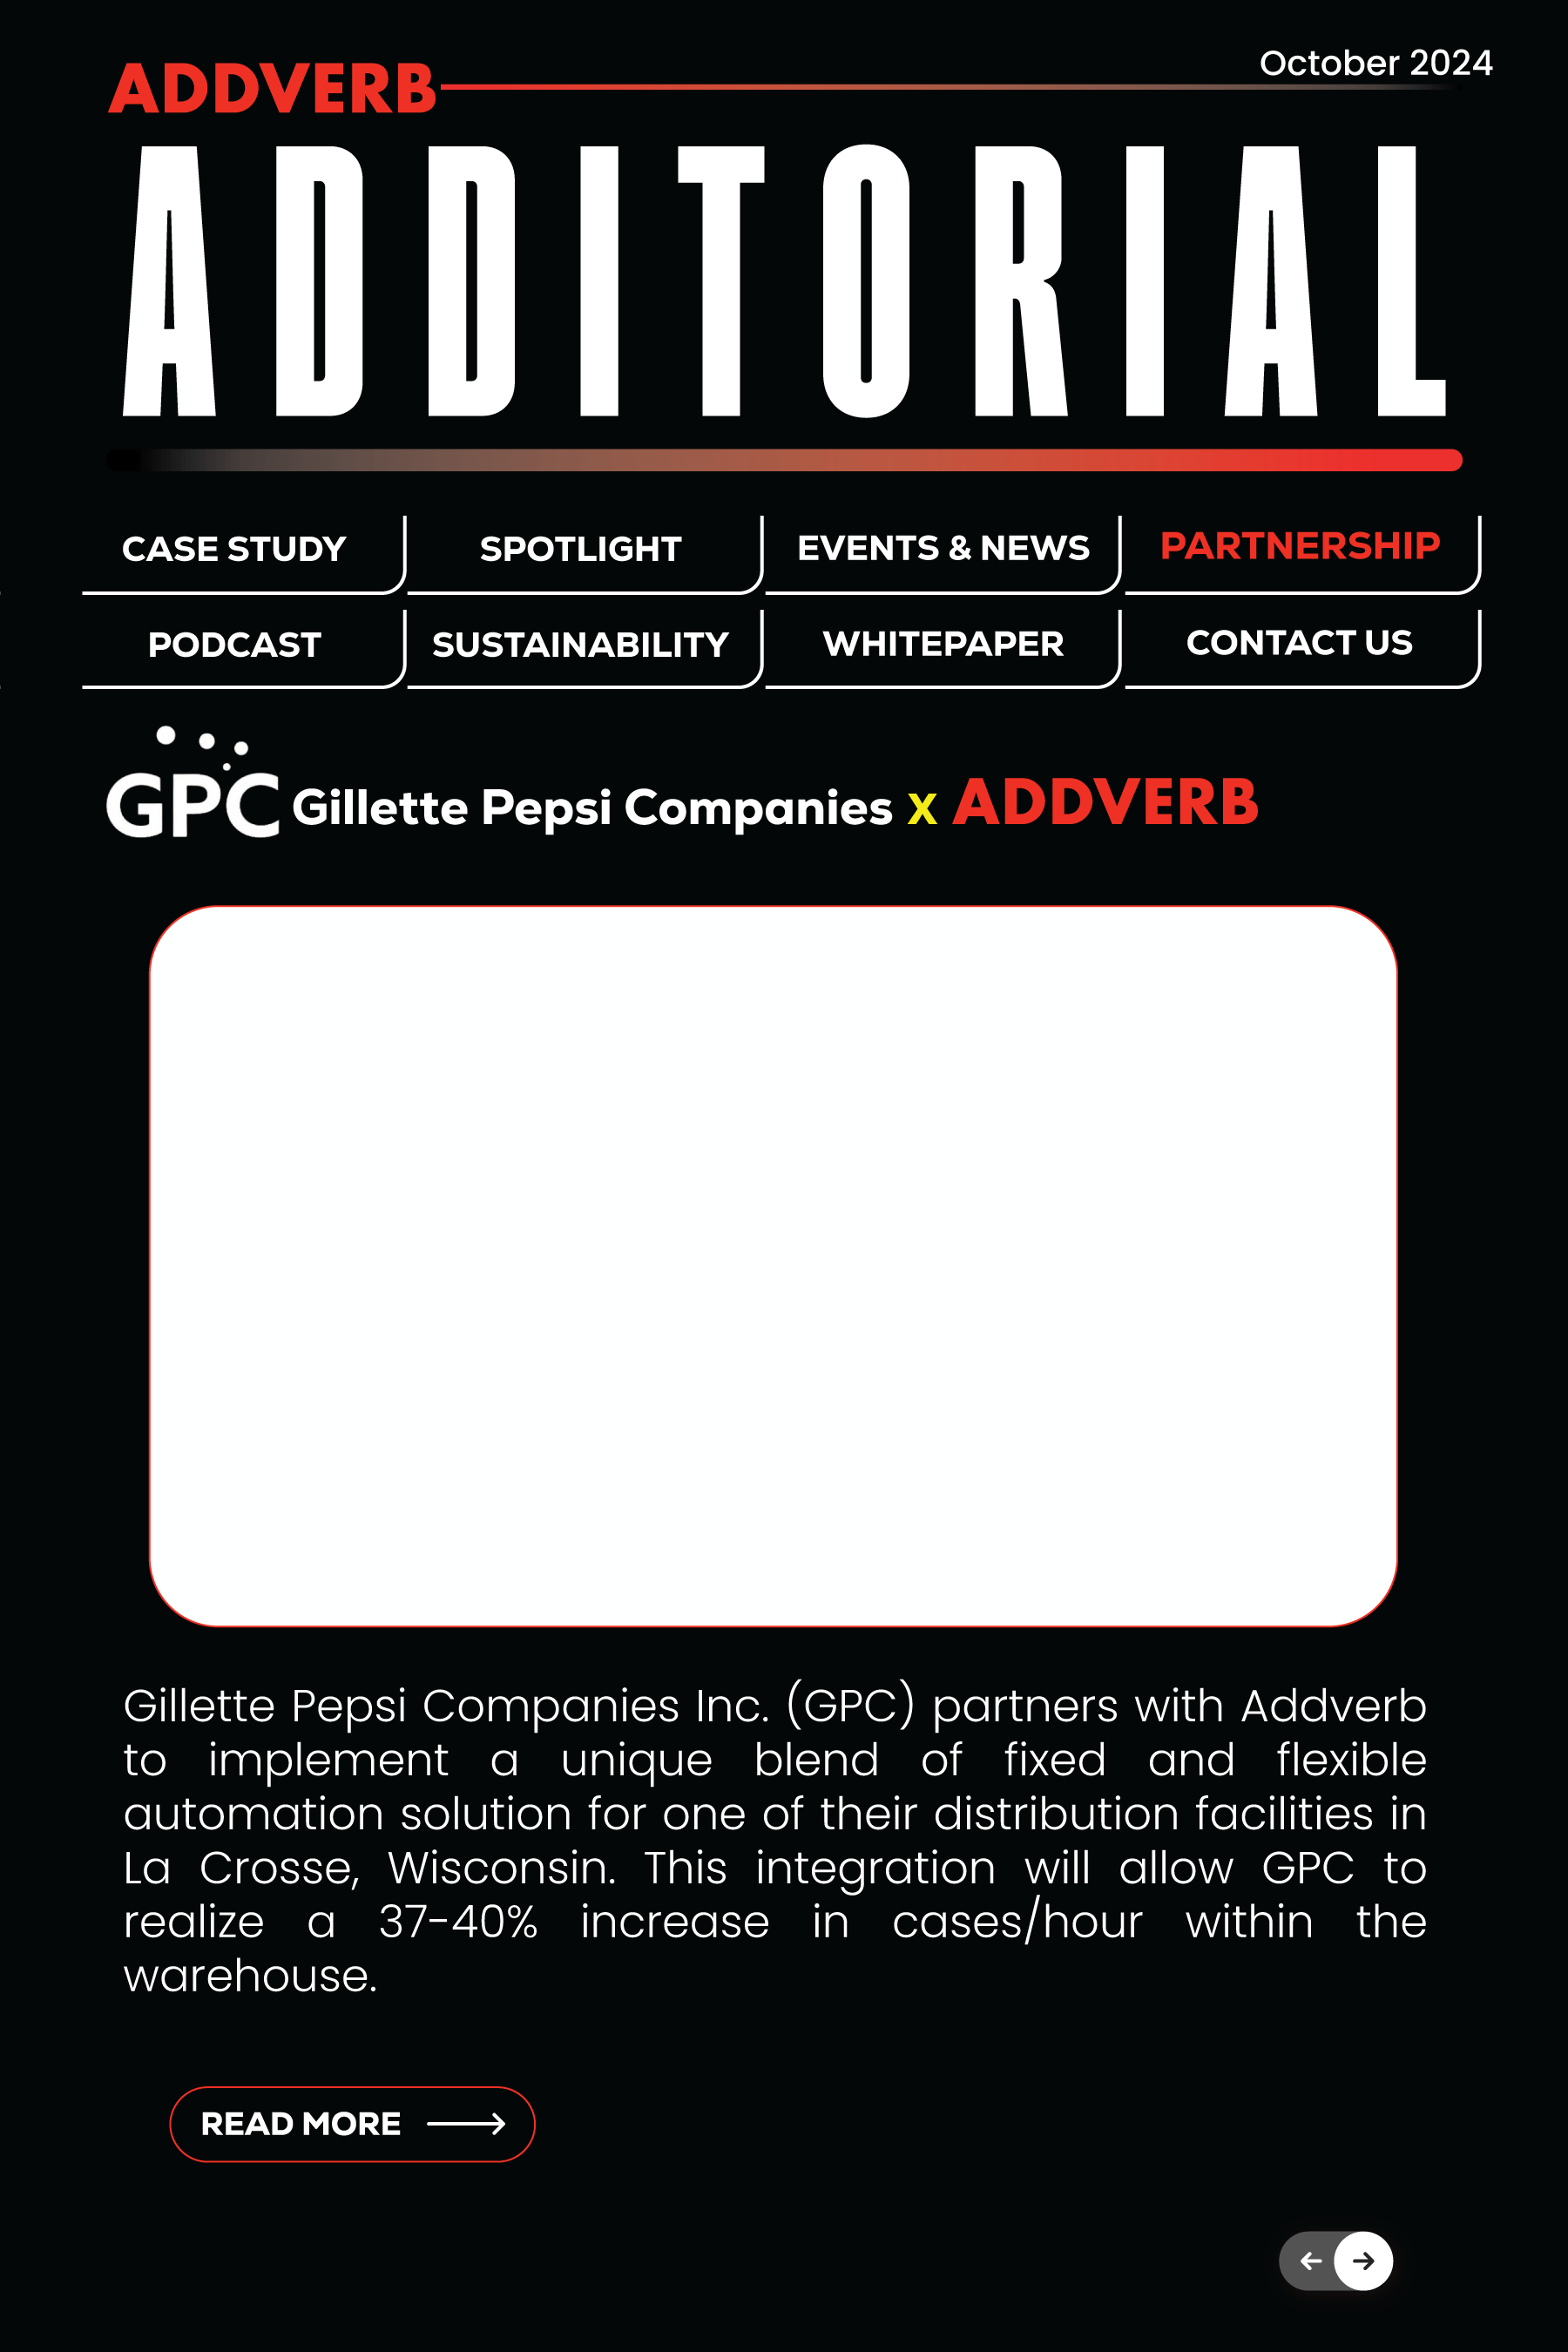 ADDVERB
October 2024
ADDITORIAL
CASE STUDY
SPOTLIGHT
EVENTS & NEWS
PARTNERSHIP
PODCAST
SUSTAINABILITY
WHITEPAPER
CONTACT US
GPC Gillette Pepsi Companies x ADDVERB
Gillette Pepsi Companies Inc. (GPC) partners with Addverb
to implement a unique blend of fixed and flexible
automation solution for one of their distribution facilities in
La Crosse, Wisconsin. This integration will allow GPC to
realize a 37-40% increase in cases/hour within the
warehouse.
READ MORE